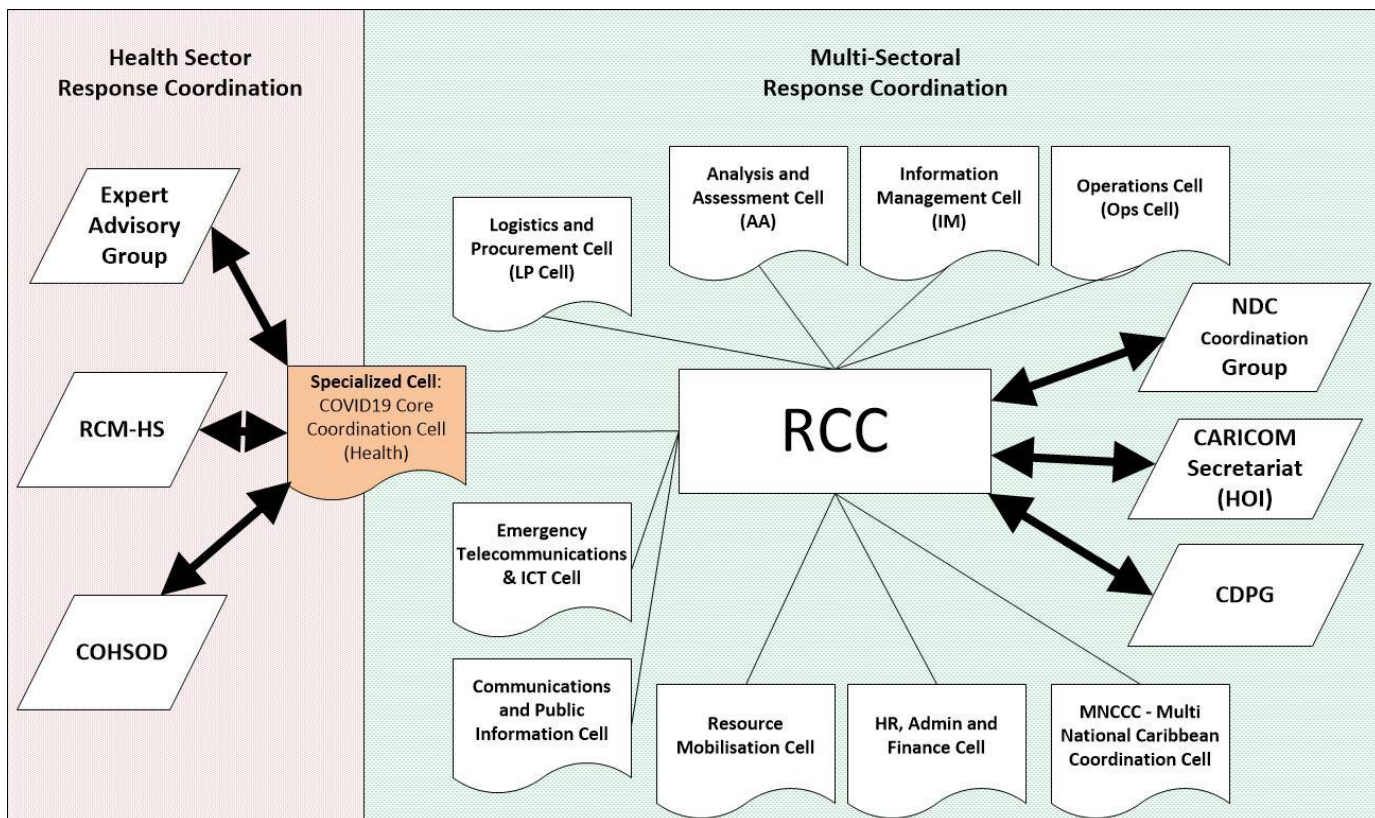 Health Sector
Response Coordination
Multi-Sectoral
Response Coordination
Expert
Advisory
Group
RCM-HS
COHSOD
Specialized Cell:
COVID19 Core
Coordination Cell
(Health)
Logistics and
Procurement Cell
(LP Cell)
Analysis and
Assessment Cell
(AA)
Information
Management Cell
(IM)
Operations Cell
(Ops Cell)
RCC
NDC
Coordination
Group
CARICOM
Secretariat
(HOI)
CDPG
Emergency
Telecommunications
& ICT Cell
Communications
and Public
Information Cell
Resource
Mobilisation Cell
HR, Admin and
Finance Cell
MNCCC - Multi
National Caribbean
Coordination Cell